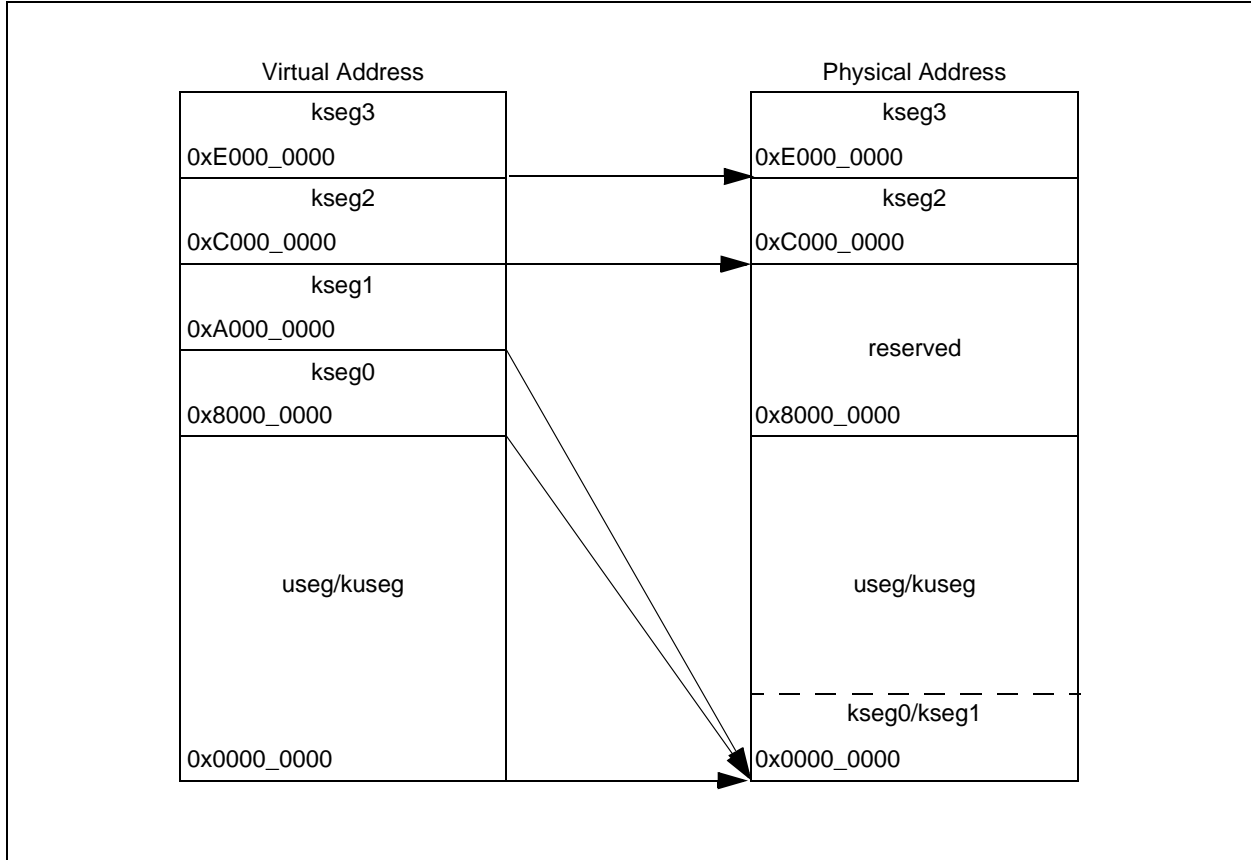 Virtual Address
kseg3
0xE000_0000
kseg2
0xC000_0000
kseg1
0xA000_0000
kseg0
0x8000_0000
useg/kuseg
0x0000_0000
Physical Address
kseg3
0xE000_0000
kseg2
0xC000_0000
reserved
0x8000_0000
useg/kuseg
kseg0/kseg1
0x0000_0000